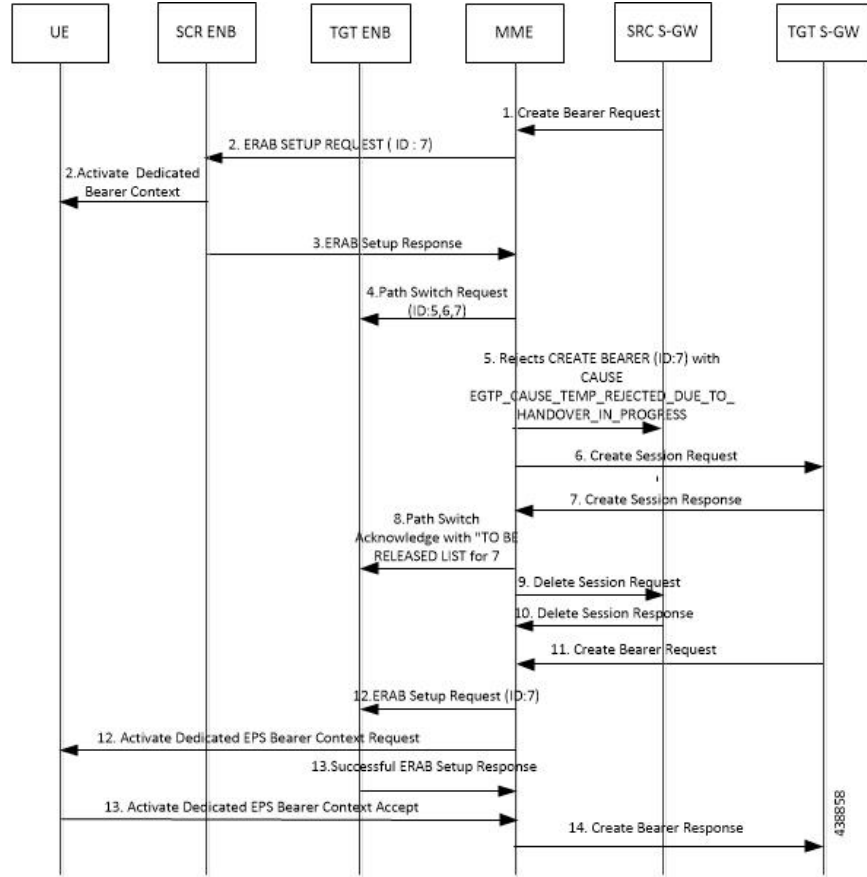 UE
SCR ENB
TGT ENB
MME
SRC S-GW
TGT S-GW
1. Create Bearer Request
2. ERAB SETUP REQUEST ( ID : 7)
2.Activate Dedicated
Bearer Context
3.ERAB Setup Response
4.Path Switch Request
(ID:5,6,7)
5. Rejects CREATE BEARER (ID:7) with
CAUSE
EGTP_CAUSE_TEMP_REJECTED_DUE_TO_
HANDOVER_IN_PROGRESS
6. Create Session Request
7. Create Session Response
8.Path Switch
Acknowledge with "TO BE
RELEASED LIST for 7
9. Delete Session Request
10. Delete Session Response
11. Create Bearer Request
12.ERAB Setup Request (ID:7)
12. Activate Dedicated EPS Bearer Context Request
13.Successful ERAB Setup Response
13. Activate Dedicated EPS Bearer Context Accept
14. Create Bearer Response
438858